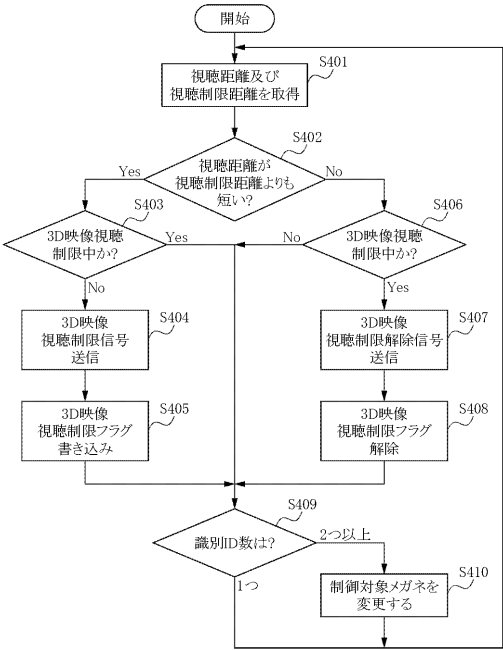 開始
S401
視聴距離及び
視聴制限距離を取得
S402
視聴距離が
視聴制限距離よりも
短い?
Yes
No
S403
3D映像視聴
制限中か?
Yes
No
S406
3D映像視聴
制限中か?
No
Yes
S404
3D映像
視聴制限信号
送信
S407
3D映像
視聴制限解除信号
送信
S405
3D映像
視聴制限フラグ
書き込み
S408
3D映像
視聴制限フラグ
解除
S409
識別ID数は?
2つ以上
1つ
S410
制御対象メガネを
変更する